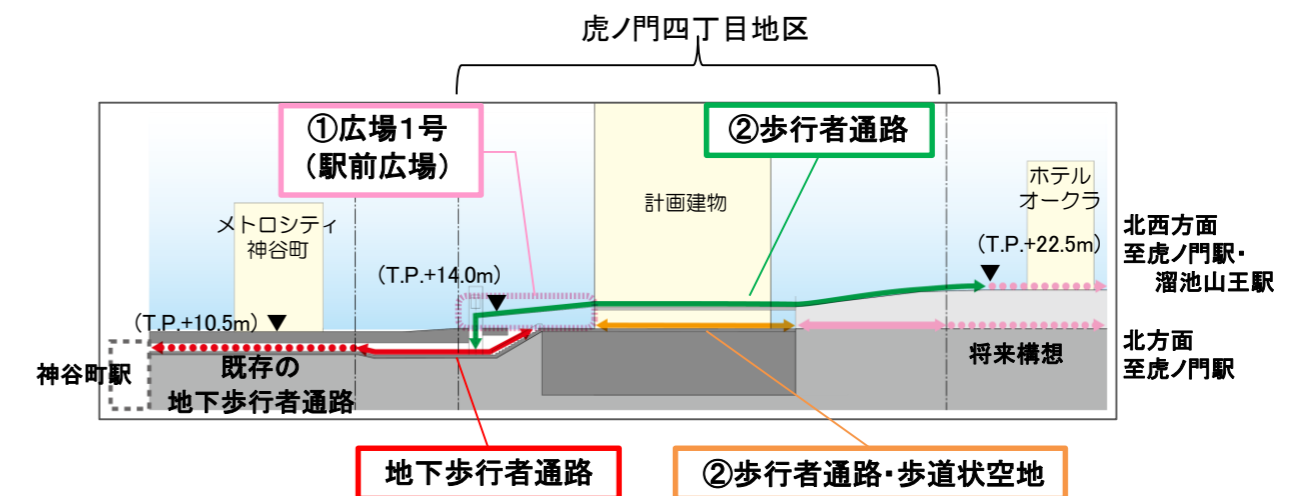 虎ノ門四丁目地区
①広場1号
(駅前広場)
②歩行者通路
計画建物
ホテル
オークラ
メトロシティ
神谷町
(T.P.+22.5m)
(T.P.+14.0m)
(T.P.+10.5m)
北西方面
至虎ノ門駅・
溜池山王駅
北方面
至虎ノ門駅
神谷町駅
既存の
地下歩行者通路
将来構想
地下歩行者通路
②歩行者通路・歩道状空地